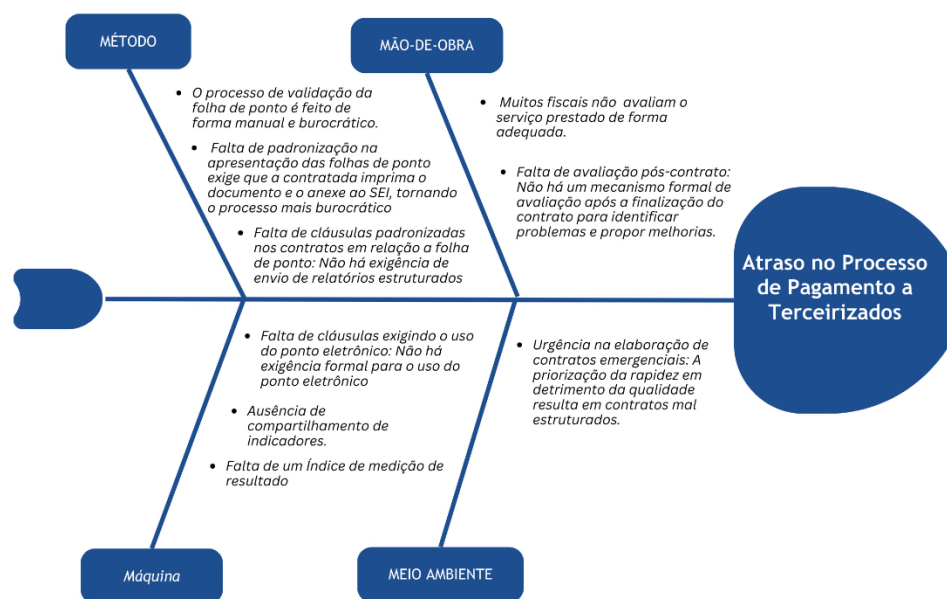 MÉTODO
MÃO-DE-OBRA
• O processo de validação da
folha de ponto é feito de
forma manual e burocrático.
• Falta de padronização na
apresentação das folhas de ponto
exige que a contratada imprima o
documento e o anexe ao SEI, tornando
o processo mais burocrático
• Falta de cláusulas padronizadas
nos contratos em relação a folha
de ponto: Não há exigência de
envio de relatórios estruturados
• Muitos fiscais não avaliam o
serviço prestado de forma
adequada.
• Falta de avaliação pós-contrato:
Não há um mecanismo formal de
avaliação após a finalização do
contrato para identificar
problemas e propor melhorias.
Atraso no Processo
de Pagamento a
Terceirizados
• Falta de cláusulas exigindo o uso
do ponto eletrônico: Não há
exigência formal para o uso do
ponto eletrônico
• Ausência de
compartilhamento de
indicadores.
• Falta de um Índice de medição de
resultado
• Urgência na elaboração de
contratos emergenciais: A
priorização da rapidez em
detrimento da qualidade
resulta em contratos mal
estruturados.
Máquina
MEIO AMBIENTE